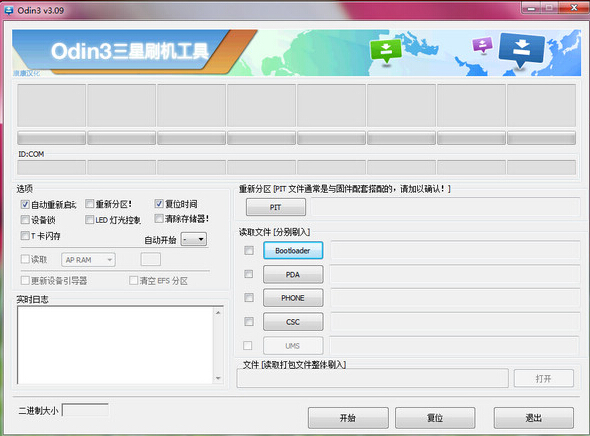 Odin3 v3.09
Odin3三星刷机工具
ID:COM
选项
自动重新启动
重新分区!
复位时间
设备锁
LED 灯光控制
清除存储器!
T 卡闪存
自动开始
-
读取
AP RAM
更新设备引导器
清空 EFS 分区
实时日志
重新分区 [PIT 文件通常是与固件配套搭配的，请加以确认！]
PIT
读取文件 [分别刷入]
Bootloader
PDA
PHONE
CSC
UMS
文件 [读取打包文件整体刷入]
打开
二进制大小
开始
复位
退出